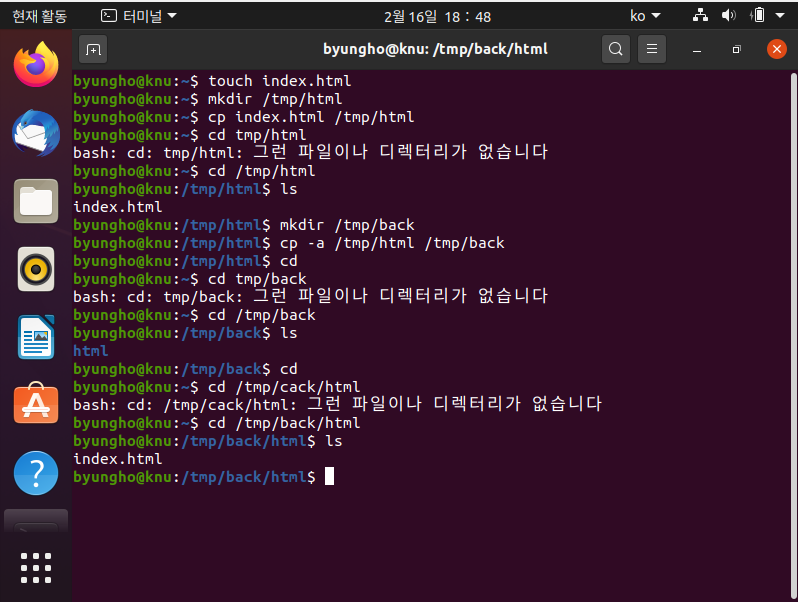 현재 활동
터미널
2월 16일 18 : 48
ko
byungho@knu: /tmp/back/html
byungho@knu:~$ touch index.html
byungho@knu:~$ mkdir /tmp/html
byungho@knu:~$ cp index.html /tmp/html
byungho@knu:~$ cd tmp/html
bash: cd: tmp/html: 그런 파일이나 디렉터리가 없습니다
byungho@knu:~$ cd /tmp/html
byungho@knu:/tmp/html$ ls
index.html
byungho@knu:/tmp/html$ mkdir /tmp/back
byungho@knu:/tmp/html$ cp -a /tmp/html /tmp/back
byungho@knu:/tmp/html$ cd
byungho@knu:~$ cd tmp/back
bash: cd: tmp/back: 그런 파일이나 디렉터리가 없습니다
byungho@knu:~$ cd /tmp/back
byungho@knu:/tmp/back$ ls
html
byungho@knu:/tmp/back$ cd
byungho@knu:~$ cd /tmp/cack/html
bash: cd: /tmp/cack/html: 그런 파일이나 디렉터리가 없습니다
byungho@knu:~$ cd /tmp/back/html
byungho@knu:/tmp/back/html$ ls
index.html
byungho@knu:/tmp/back/html$